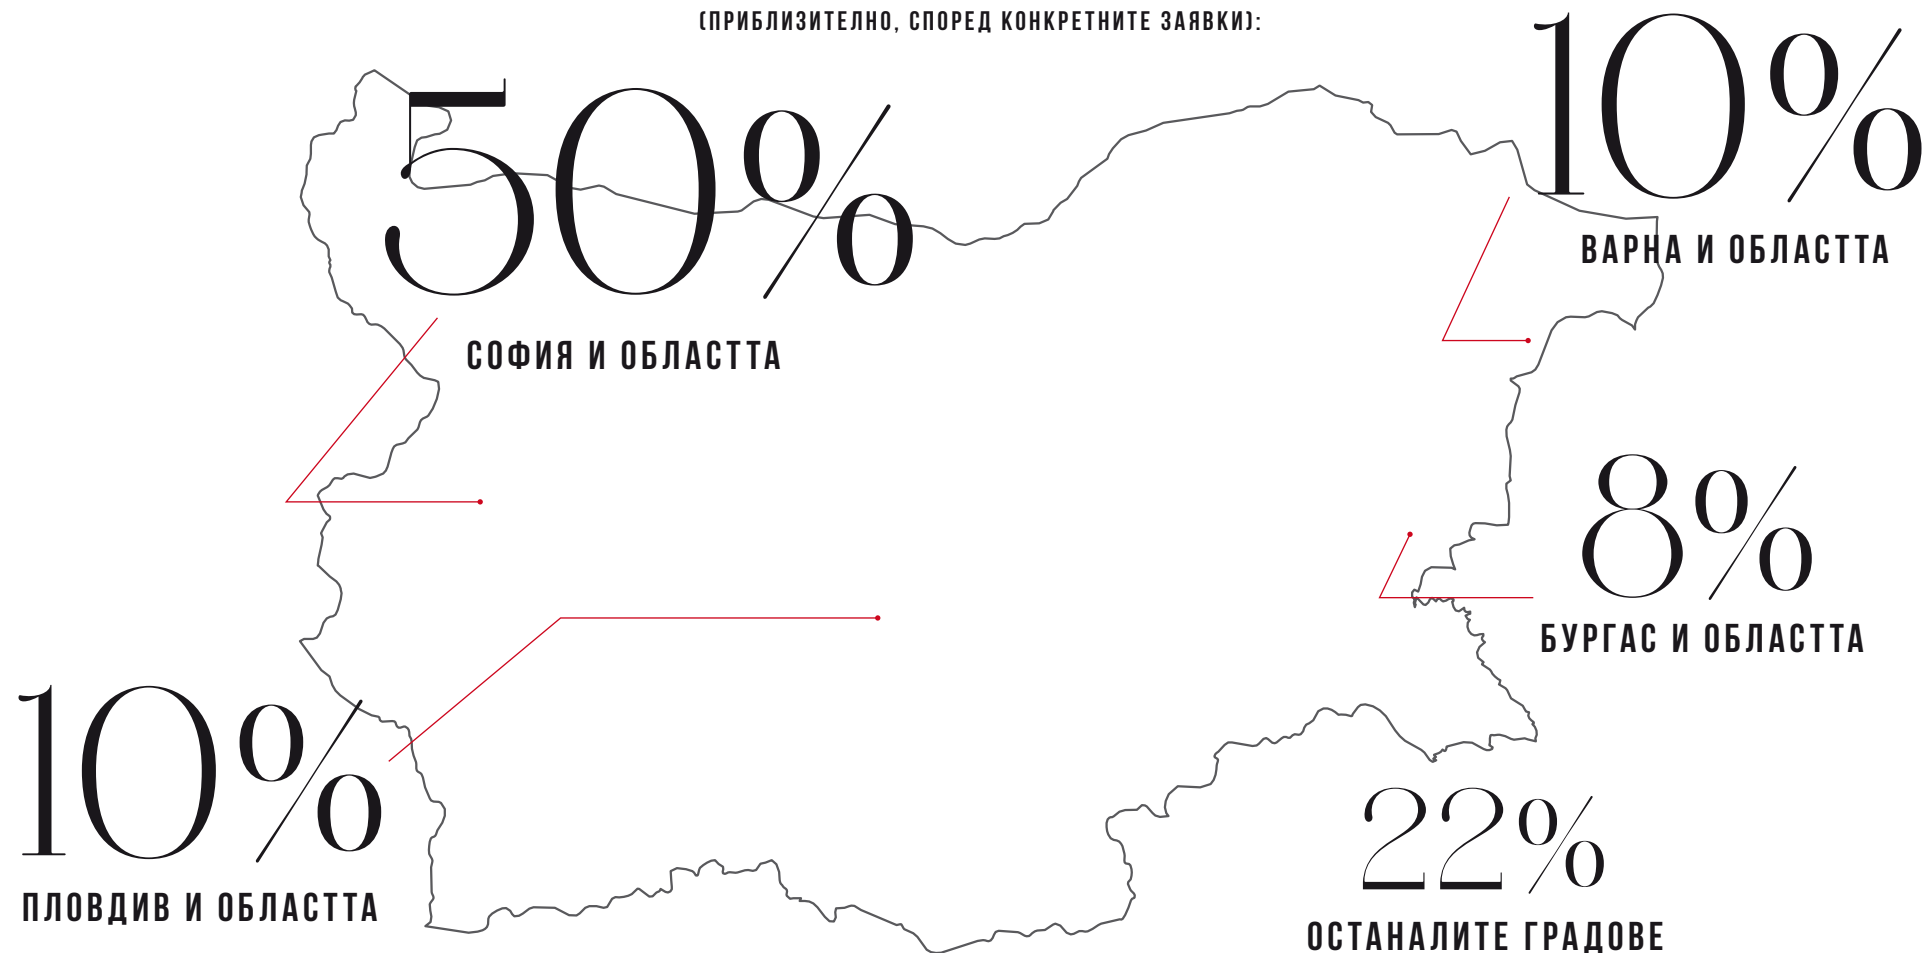 (ПРИБЛИЗИТЕЛНО, СПОРЕД КОНКРЕТНИТЕ ЗАЯВКИ):
50%
СОФИЯ И ОБЛАСТТА
10%
ВАРНА И ОБЛАСТТА
8%
БУРГАС И ОБЛАСТТА
10%
ПЛОВДИВ И ОБЛАСТТА
22%
ОСТАНАЛИТЕ ГРАДОВЕ